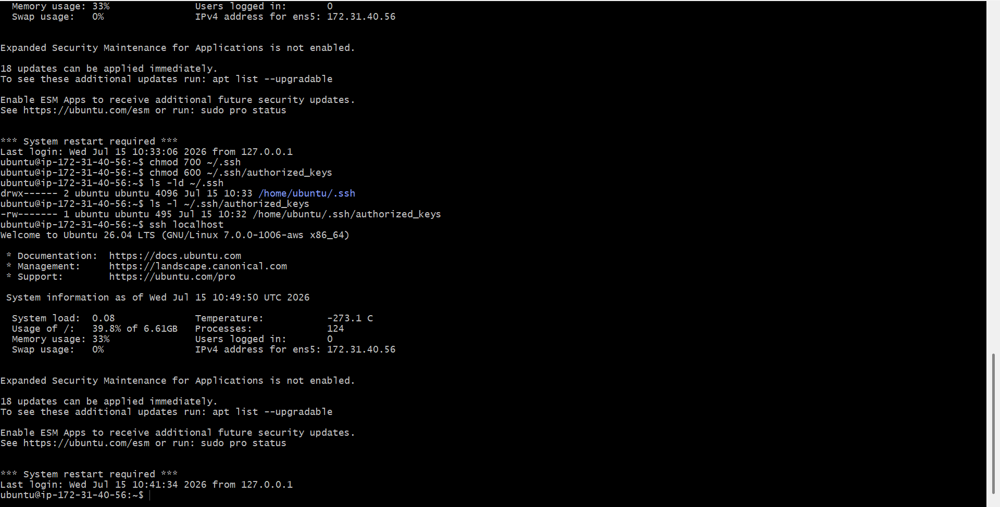 Memory usage: 33%               Users logged in:       0
  Swap usage:   0%                IPv4 address for ens5: 172.31.40.56
Expanded Security Maintenance for Applications is not enabled.
18 updates can be applied immediately.
To see these additional updates run: apt list --upgradable
Enable ESM Apps to receive additional future security updates.
See https://ubuntu.com/esm or run: sudo pro status
*** System restart required ***
Last login: Wed Jul 15 10:33:06 2026 from 127.0.0.1
ubuntu@ip-172-31-40-56:~$ chmod 700 ~/.ssh
ubuntu@ip-172-31-40-56:~$ chmod 600 ~/.ssh/authorized_keys
ubuntu@ip-172-31-40-56:~$ ls -ld ~/.ssh
drwx------ 2 ubuntu ubuntu 4096 Jul 15 10:33 /home/ubuntu/.ssh
ubuntu@ip-172-31-40-56:~$ ls -l ~/.ssh/authorized_keys
-rw------- 1 ubuntu ubuntu 495 Jul 15 10:32 /home/ubuntu/.ssh/authorized_keys
ubuntu@ip-172-31-40-56:~$ ssh localhost
Welcome to Ubuntu 26.04 LTS (GNU/Linux 7.0.0-1006-aws x86_64)
 * Documentation:  https://docs.ubuntu.com
 * Management:     https://landscape.canonical.com
 * Support:        https://ubuntu.com/pro
 System information as of Wed Jul 15 10:49:50 UTC 2026
  System load:  0.08              Temperature:           -273.1 C
  Usage of /:   39.8% of 6.61GB   Processes:             124
  Memory usage: 33%               Users logged in:       0
  Swap usage:   0%                IPv4 address for ens5: 172.31.40.56
Expanded Security Maintenance for Applications is not enabled.
18 updates can be applied immediately.
To see these additional updates run: apt list --upgradable
Enable ESM Apps to receive additional future security updates.
See https://ubuntu.com/esm or run: sudo pro status
*** System restart required ***
Last login: Wed Jul 15 10:41:34 2026 from 127.0.0.1
ubuntu@ip-172-31-40-56:~$